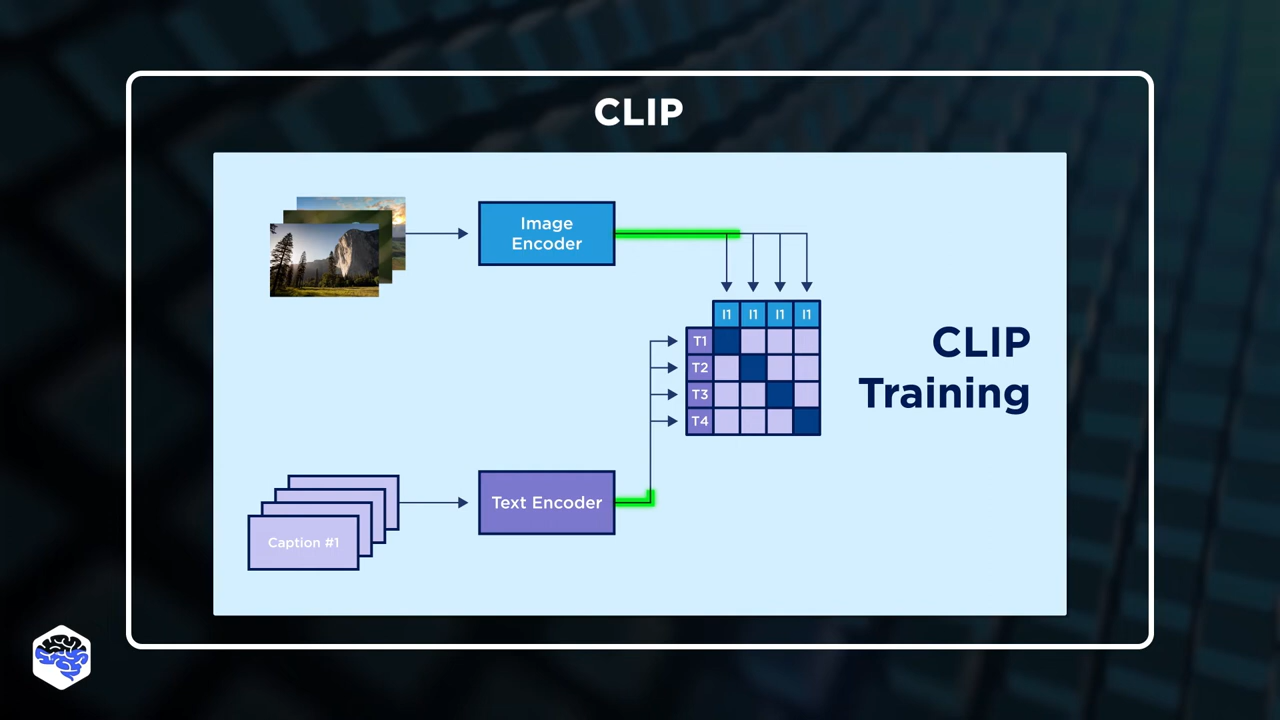 CLIP
Image
Encoder
I1 I1 I1 I1
T1
T2
T3
T4
CLIP
Training
Text Encoder
Caption #1